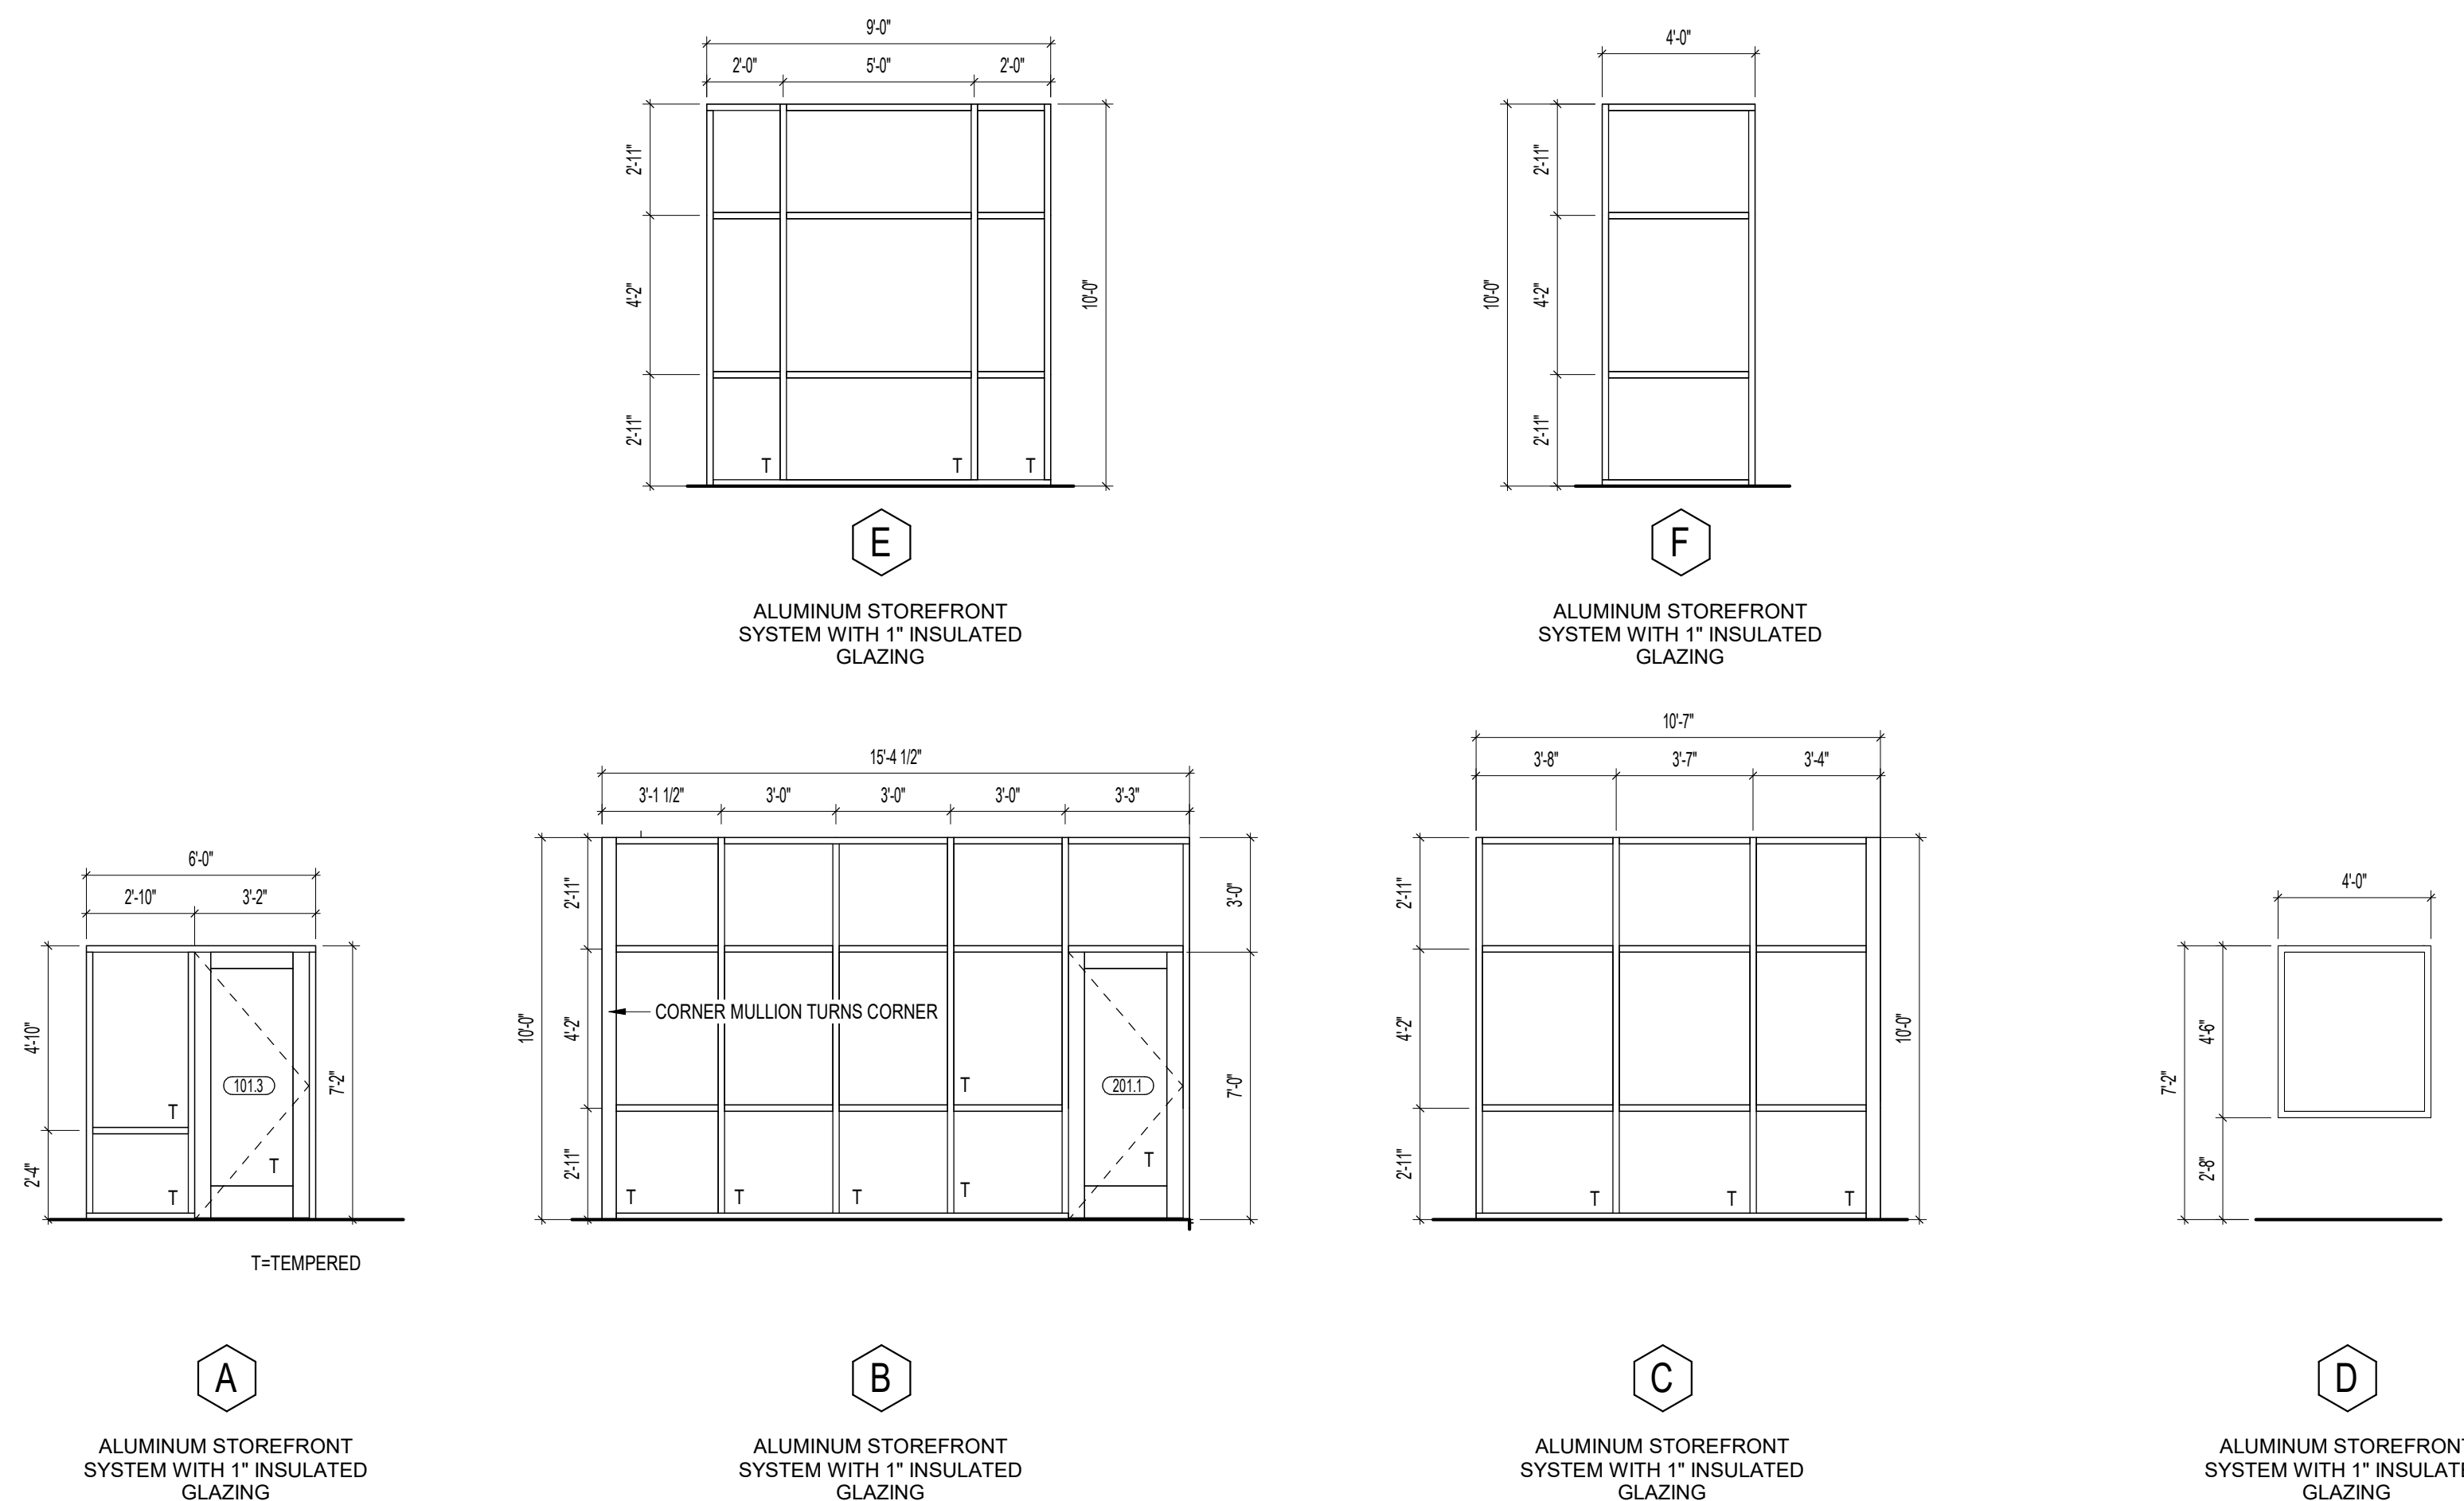 9'-0"
2'-0" 5'-0" 2'-0"
2'-11"
4'-2"
2'-11"
10'-0"
T T T
E
ALUMINUM STOREFRONT
SYSTEM WITH 1" INSULATED
GLAZING
4'-0"
10'-0"
2'-11"
4'-2"
2'-11"
F
ALUMINUM STOREFRONT
SYSTEM WITH 1" INSULATED
GLAZING
6'-0"
2'-10" 3'-2"
4'-10"
2'-4"
7'-2"
101.3
T
T
T
T=TEMPERED
A
ALUMINUM STOREFRONT
SYSTEM WITH 1" INSULATED
GLAZING
15'-4 1/2"
3'-1 1/2" 3'-0" 3'-0" 3'-0" 3'-3"
10'-0"
2'-11"
4'-2"
2'-11"
3'-0"
7'-0"
CORNER MULLION TURNS CORNER
T
201.1
T
T T T T
B
ALUMINUM STOREFRONT
SYSTEM WITH 1" INSULATED
GLAZING
10'-7"
3'-8" 3'-7" 3'-4"
2'-11"
4'-2"
2'-11"
10'-0"
T T T
C
ALUMINUM STOREFRONT
SYSTEM WITH 1" INSULATED
GLAZING
4'-0"
7'-2"
4'-6"
2'-8"
D
ALUMINUM STOREFRONT
SYSTEM WITH 1" INSULATE
GLAZING